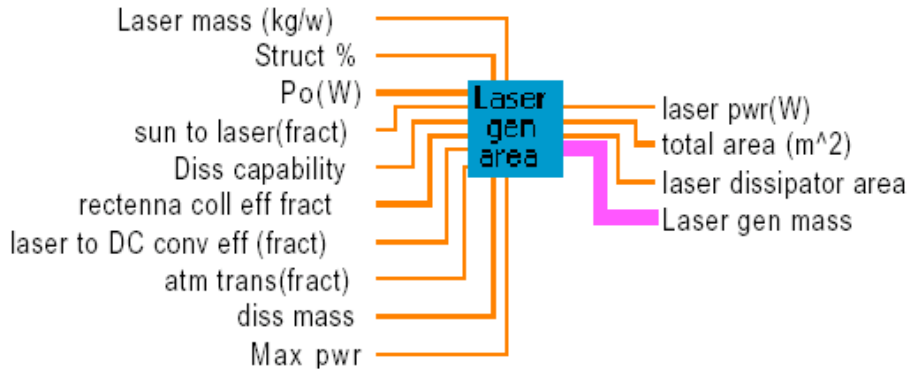 Laser mass (kg/w)
Struct %
Po(W)
sun to laser(fract)
Diss capability
rectenna coll eff fract
laser to DC conv eff (fract)
atm trans(fract)
diss mass
Max pwr
Laser
gen
area
laser pwr(W)
total area (m^2)
laser dissipator area
Laser gen mass